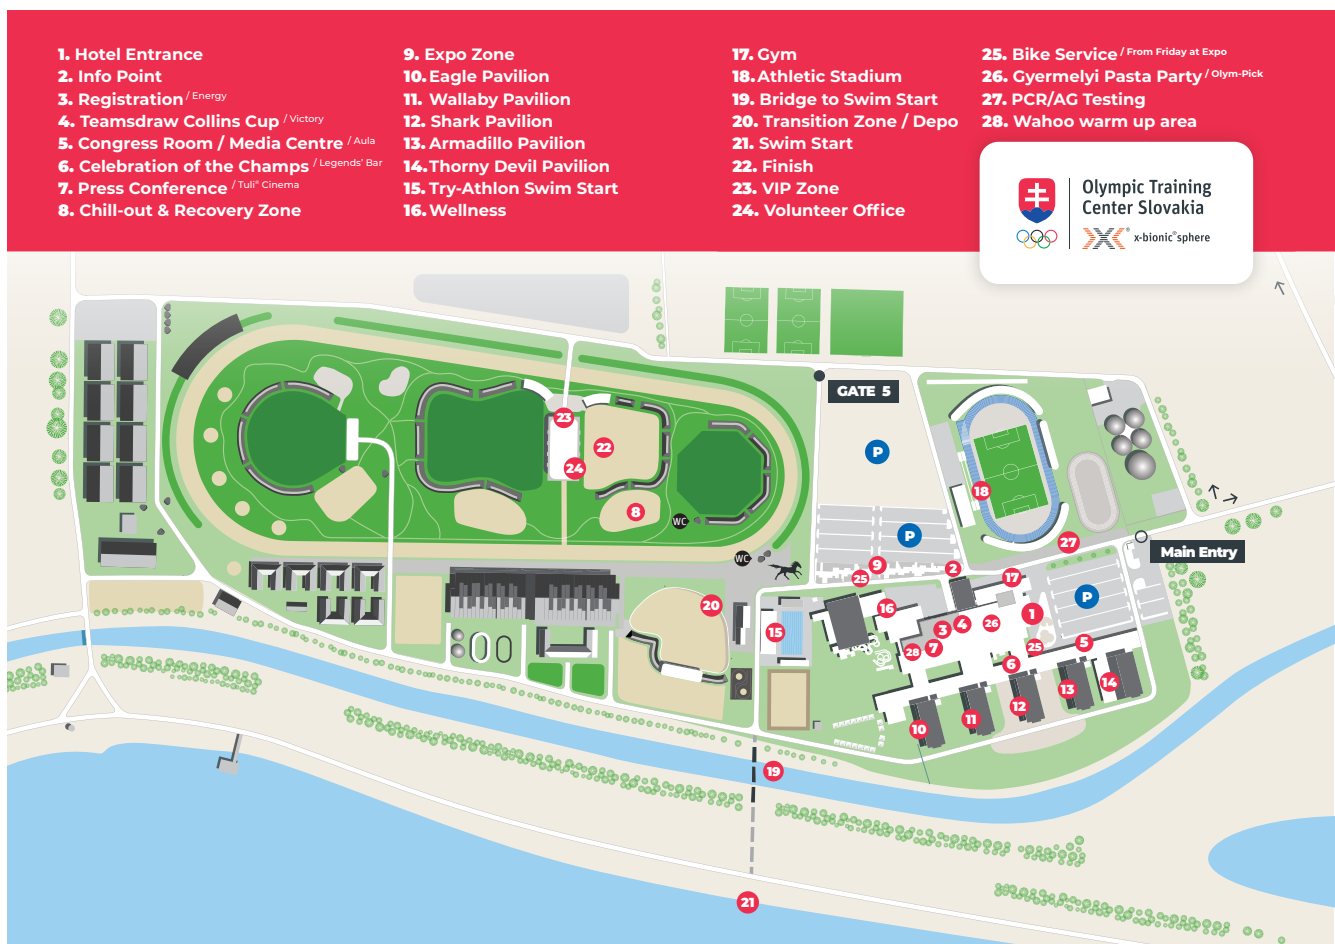 1. Hotel Entrance
2. Info Point
3. Registration / Energy
4. Teamsdraw Collins Cup / Victory
5. Congress Room / Media Centre / Aula
6. Celebration of the Champs / Legends' Bar
7. Press Conference / Tuli® Cinema
8. Chill-out & Recovery Zone
9. Expo Zone
10. Eagle Pavilion
11. Wallaby Pavilion
12. Shark Pavilion
13. Armadillo Pavilion
14. Thorny Devil Pavilion
15. Try-Athlon Swim Start
16. Wellness
17. Gym
18. Athletic Stadium
19. Bridge to Swim Start
20. Transition Zone / Depo
21. Swim Start
22. Finish
23. VIP Zone
24. Volunteer Office
25. Bike Service / From Friday at Expo
26. Gyermelyi Pasta Party / Olym-Pick
27. PCR/AG Testing
28. Wahoo warm up area
Olympic Training
Center Slovakia
x-bionic® sphere
GATE 5
P
23
22
24
18
8
WC
P
27
Main Entry
WC
9
2
25
17
P
20
16
1
15
3
4
26
5
28
7
25
6
14
13
12
11
10
19
21